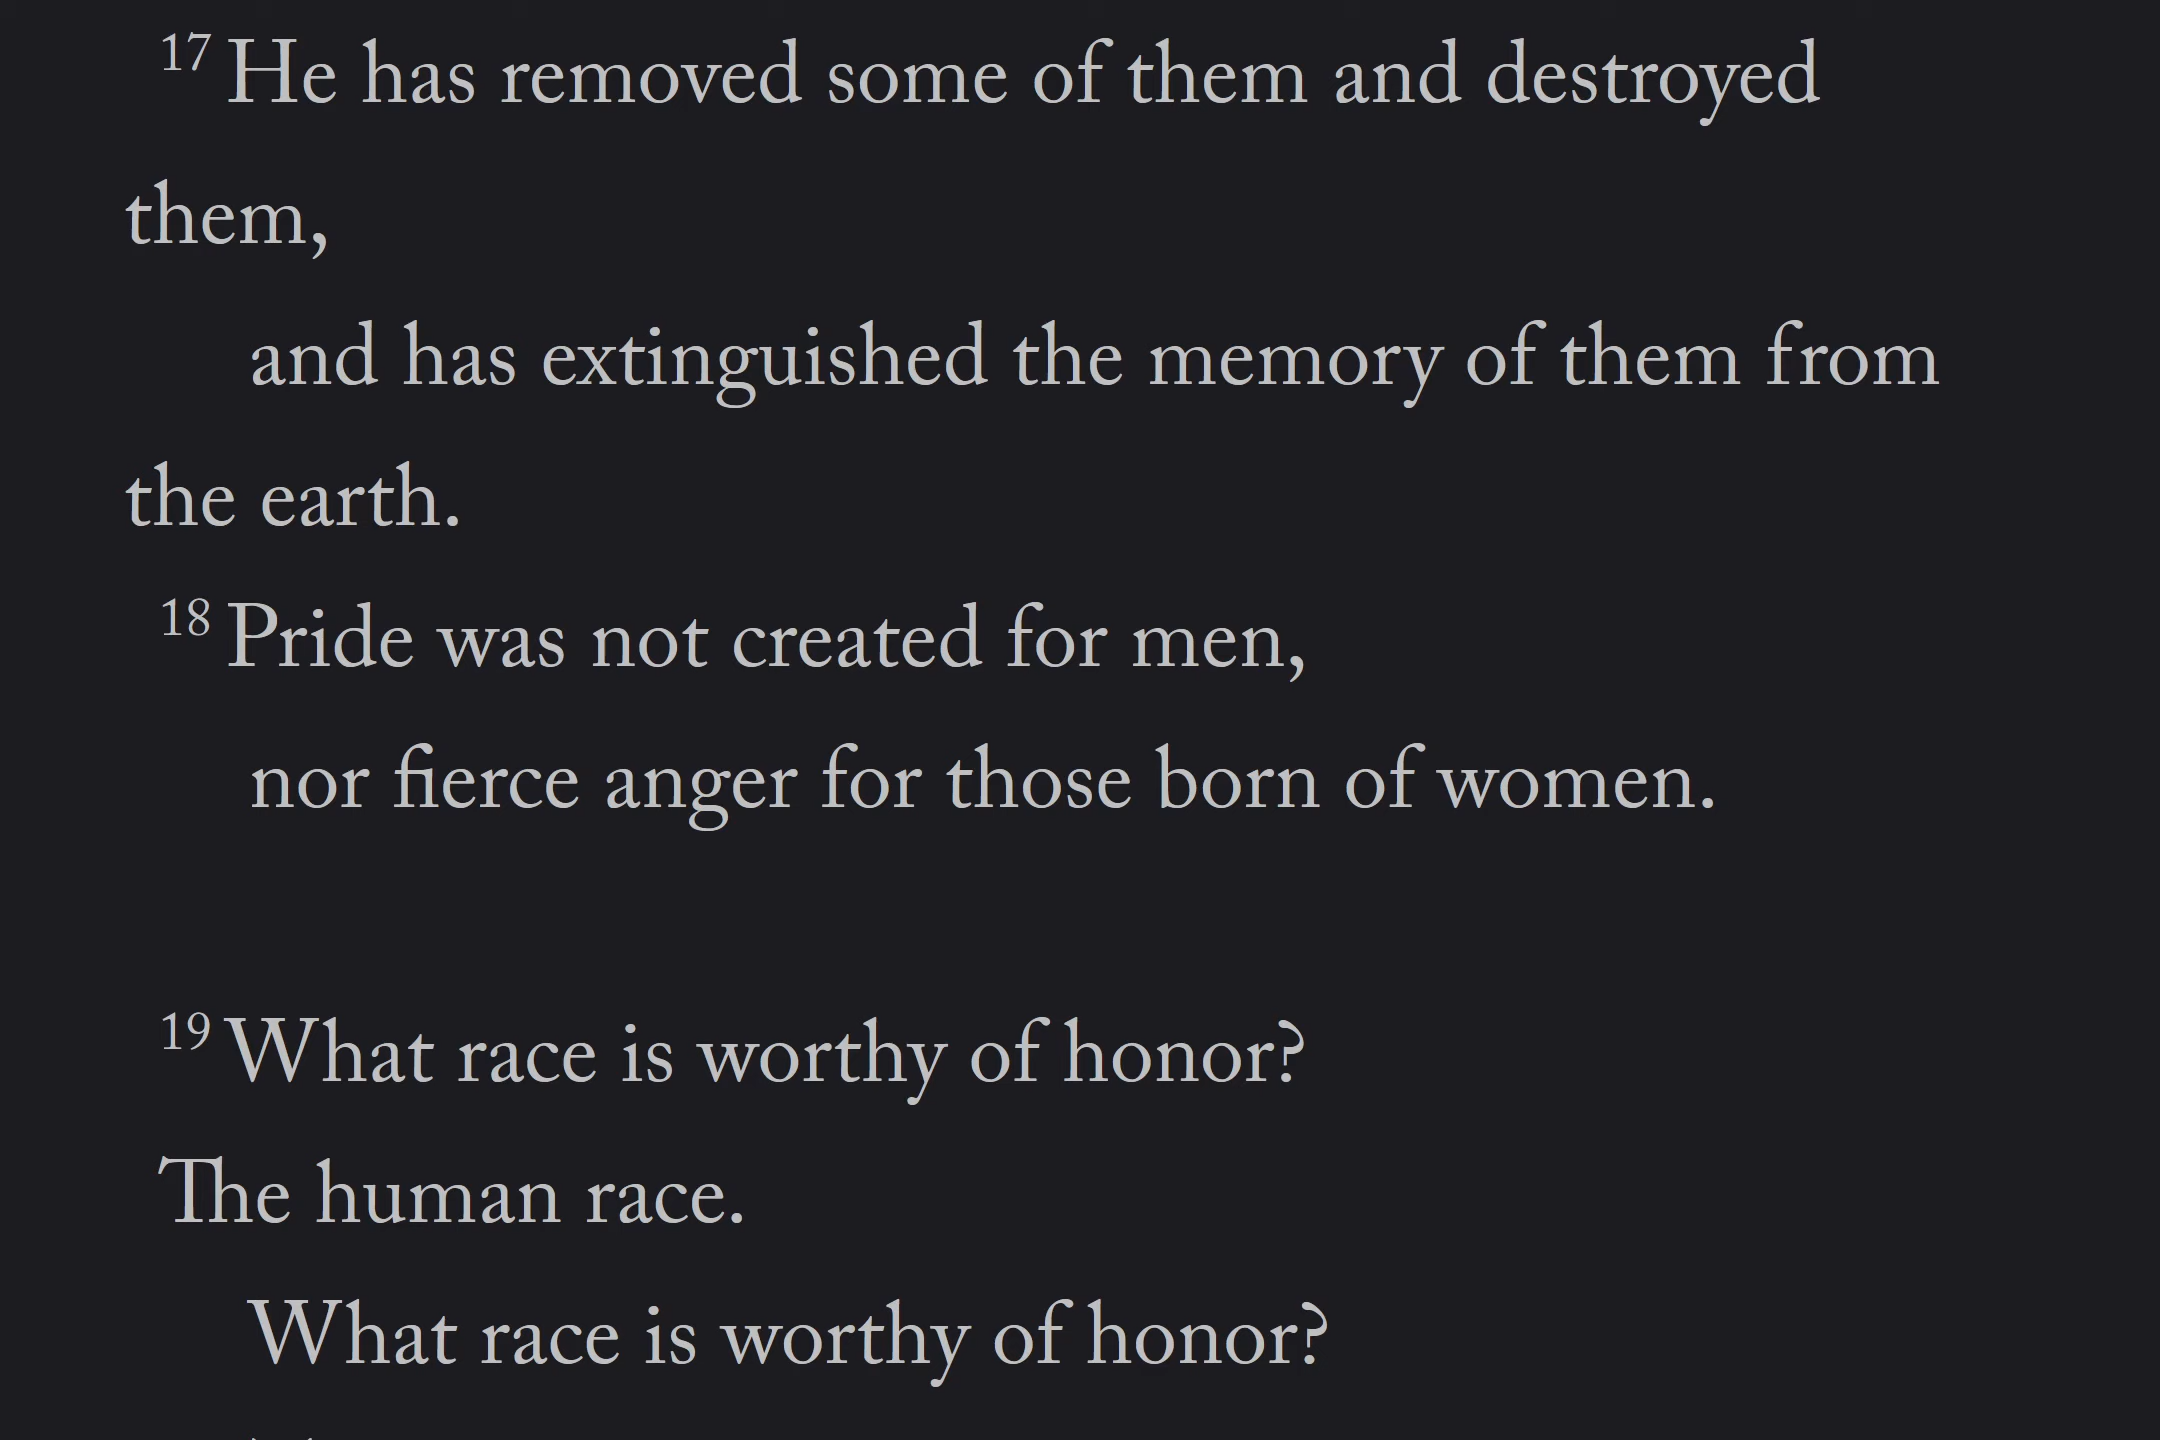 17 He has removed some of them and destroyed
them,
and has extinguished the memory of them from
the earth.
18 Pride was not created for men,
nor fierce anger for those born of women.
19 What race is worthy of honor?
The human race.
What race is worthy of honor?